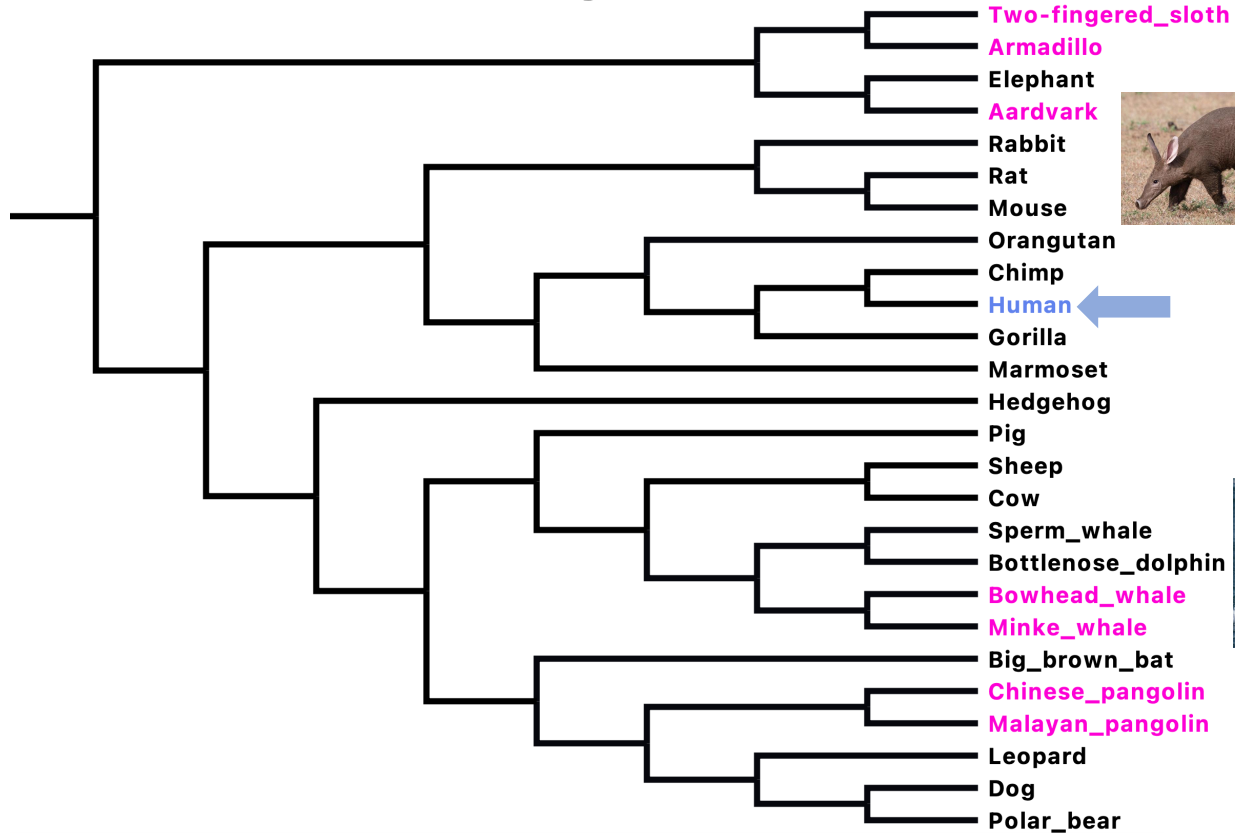 Two-fingered_sloth
Armadillo
Elephant
Aardvark
Rabbit
Rat
Mouse
Orangutan
Chimp
Human
Gorilla
Marmoset
Hedgehog
Pig
Sheep
Cow
Sperm_whale
Bottlenose_dolphin
Bowhead_whale
Minke_whale
Big_brown_bat
Chinese_pangolin
Malayan_pangolin
Leopard
Dog
Polar_bear